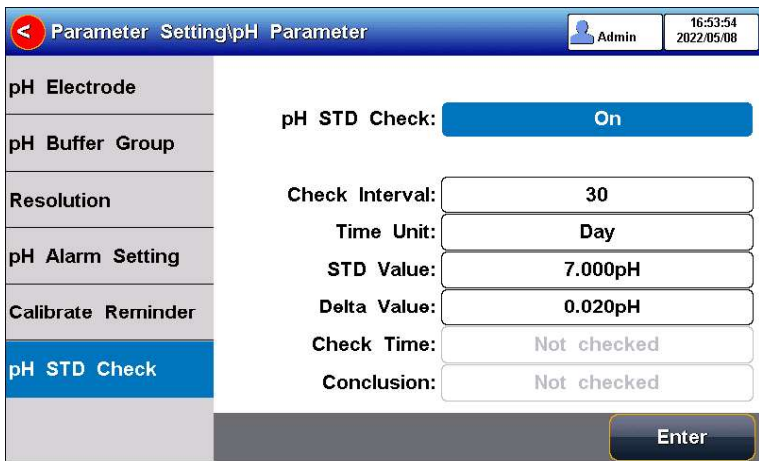 <
Parameter Setting\pH Parameter
Admin
16:53:54
2022/05/08
pH Electrode
pH Buffer Group
Resolution
pH Alarm Setting
Calibrate Reminder
pH STD Check
pH STD Check: On
Check Interval: 30
Time Unit: Day
STD Value: 7.000pH
Delta Value: 0.020pH
Check Time: Not checked
Conclusion: Not checked
Enter